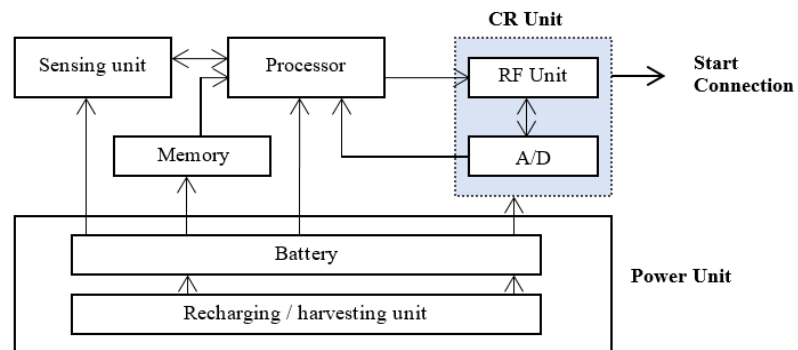 CR Unit
Sensing unit
Processor
RF Unit
Start
Connection
Memory
A/D
Battery
Power Unit
Recharging / harvesting unit